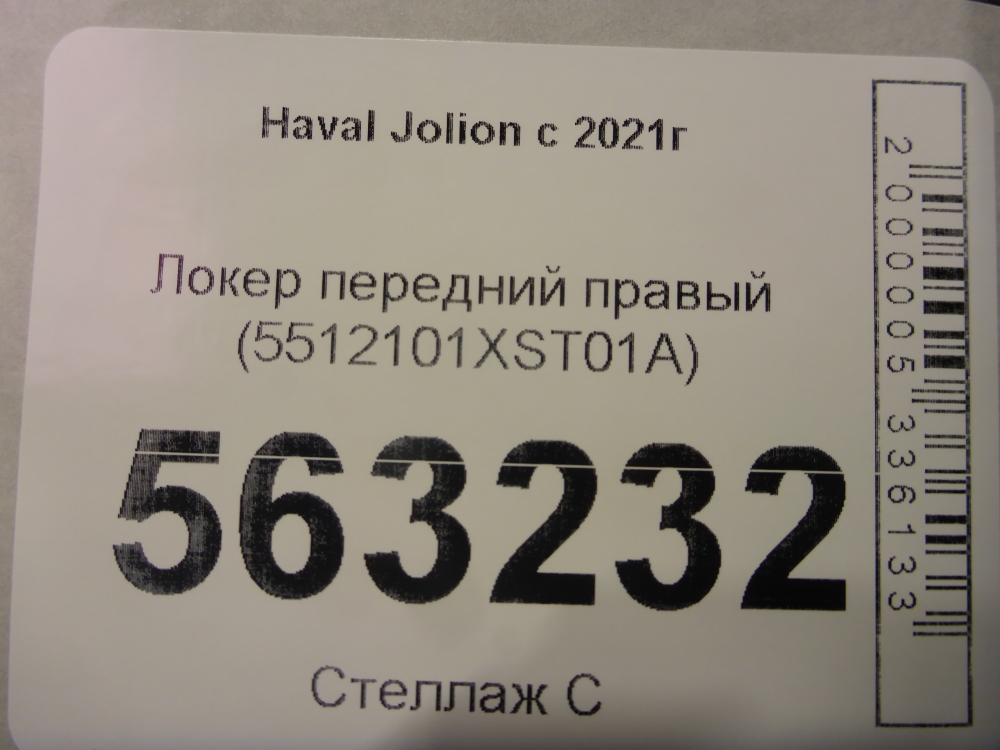 Haval Jolion с 2021г
Локер передний правый
(5512101XST01A)
563232
Стеллаж С
2000005336133